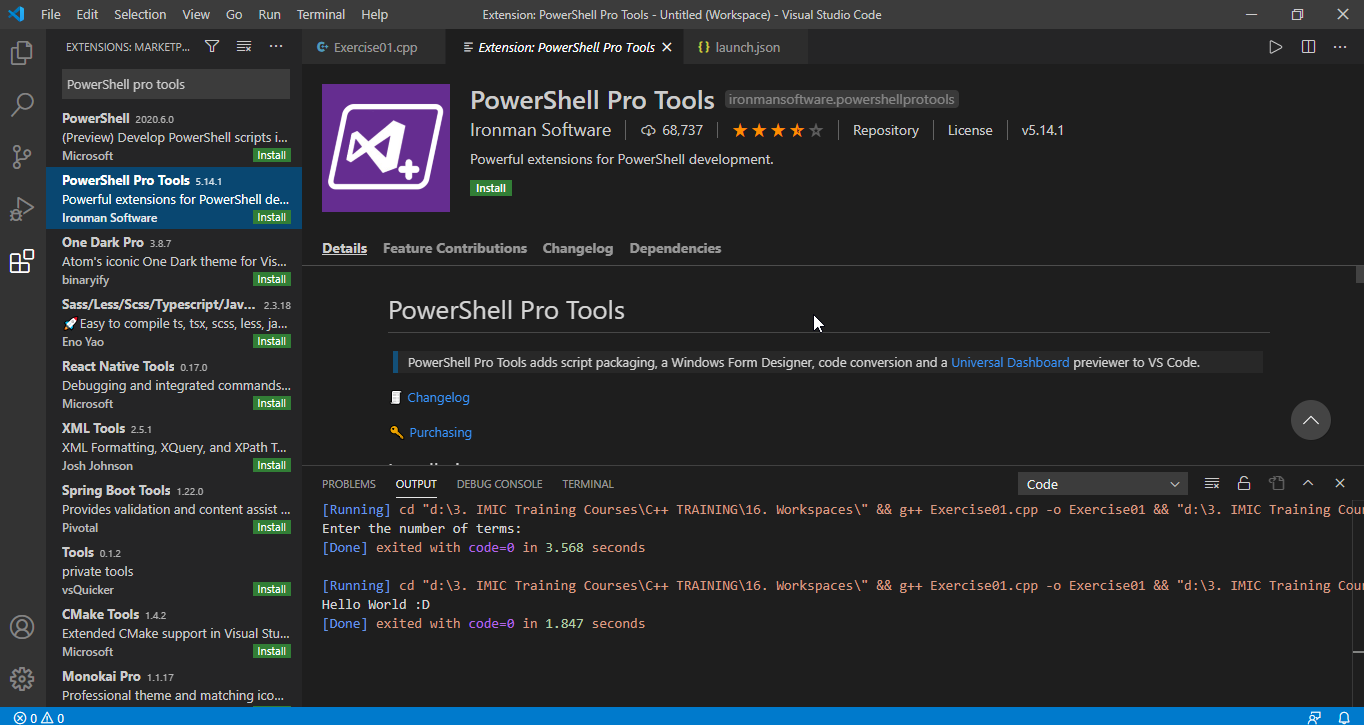 File Edit Selection View Go Run Terminal Help
Extension: PowerShell Pro Tools - Untitled (Workspace) - Visual Studio Code
EXTENSIONS: MARKETP...
PowerShell pro tools
PowerShell 2020.6.0
(Preview) Develop PowerShell scripts i...
Microsoft Install
PowerShell Pro Tools 5.14.1
Powerful extensions for PowerShell de...
Ironman Software Install
One Dark Pro 3.8.7
Atom's iconic One Dark theme for Vis...
binaryify Install
Sass/Less/Scss/Typescript/Jav... 2.3.18
🚀Easy to compile ts, tsx, scss, less, ja...
Eno Yao Install
React Native Tools 0.17.0
Debugging and integrated commands...
Microsoft Install
XML Tools 2.5.1
XML Formatting, XQuery, and XPath T...
Josh Johnson Install
Spring Boot Tools 1.22.0
Provides validation and content assist ...
Pivotal Install
Tools 0.1.2
private tools
vsQuicker Install
CMake Tools 1.4.2
Extended CMake support in Visual Stu...
Microsoft Install
Monokai Pro 1.1.17
Professional theme and matching ico...
Exercise01.cpp
Extension: PowerShell Pro Tools
launch.json
PowerShell Pro Tools ironmansoftware.powershellprotools
Ironman Software 68,737 Repository License v5.14.1
Powerful extensions for PowerShell development.
Install
Details Feature Contributions Changelog Dependencies
PowerShell Pro Tools
PowerShell Pro Tools adds script packaging, a Windows Form Designer, code conversion and a Universal Dashboard previewer to VS Code.
Changelog
Purchasing
PROBLEMS OUTPUT DEBUG CONSOLE TERMINAL
Code
[Running] cd "d:\3. IMIC Training Courses\C++ TRAINING\16. Workspaces\" && g++ Exercise01.cpp -o Exercise01 && "d:\3. IMIC Training Cou
Enter the number of terms:
[Done] exited with code=0 in 3.568 seconds
[Running] cd "d:\3. IMIC Training Courses\C++ TRAINING\16. Workspaces\" && g++ Exercise01.cpp -o Exercise01 && "d:\3. IMIC Training Cou
Hello World :D
[Done] exited with code=0 in 1.847 seconds
0 0